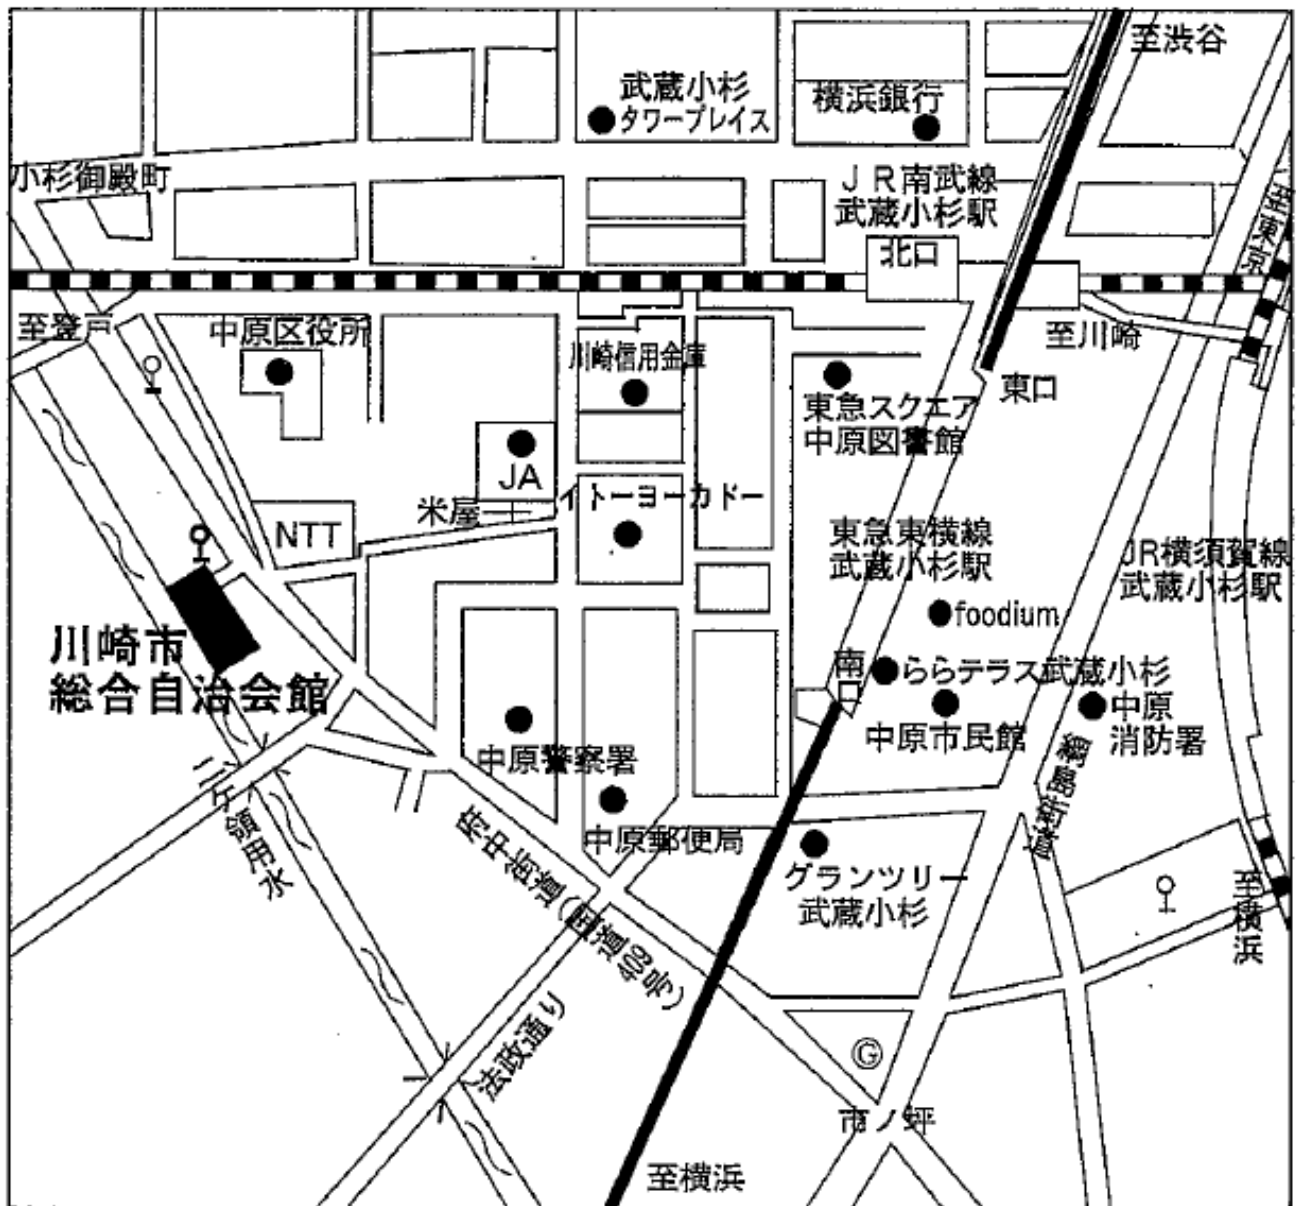 至渋谷
武蔵小杉
タワープレイス
横浜銀行
小杉御殿町
JR南武線
武蔵小杉駅
北口
至東京
至登戸
中原区役所
川崎信用金庫
至川崎
東口
東急スクエア
中原図書館
JA
米屋
イトーヨーカドー
NTT
東急東横線
武蔵小杉駅
JR横須賀線
武蔵小杉駅
foodium
川崎市
総合自治会館
南口
ららテラス武蔵小杉
中原市民館
中原
消防署
中原警察署
綱島街道
二ケ領用水
中原郵便局
府中街道(国道409号)
グランツリー
武蔵小杉
至横浜
法政通り
G
市ノ坪
至横浜